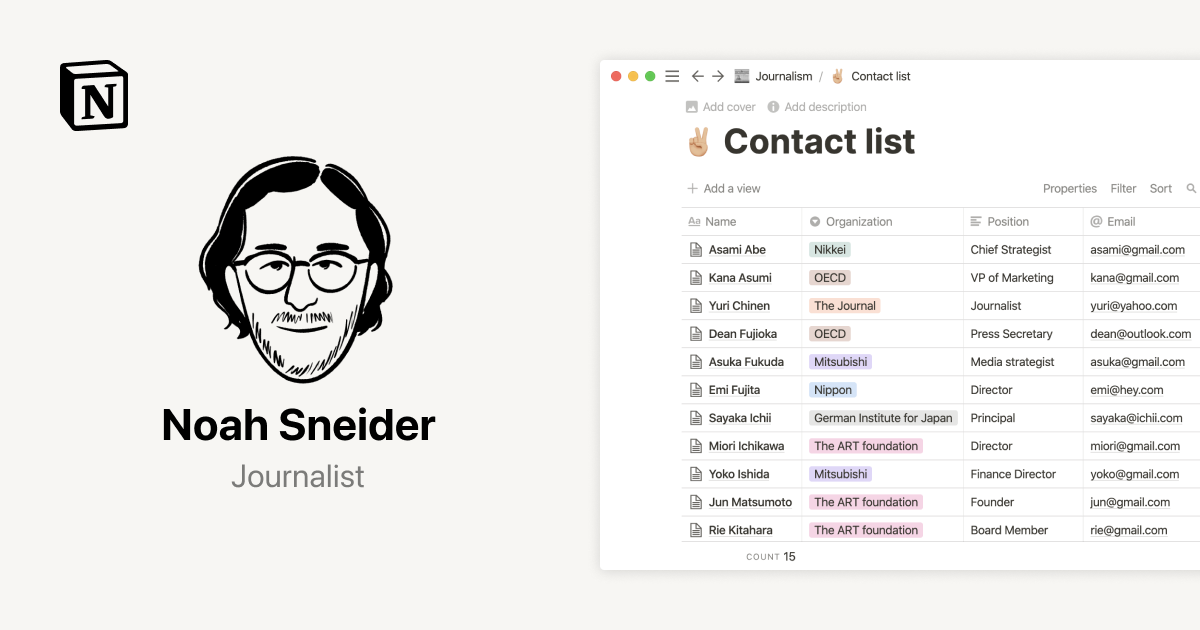 N
Noah Sneider
Journalist
Journalism / Contact list
Add cover Add description
Contact list
Add a view Properties Filter Sort
Aa Name Organization Position @ Email
Asami Abe Nikkei Chief Strategist asami@gmail.com
Kana Asumi OECD VP of Marketing kana@gmail.com
Yuri Chinen The Journal Journalist yuri@yahoo.com
Dean Fujioka OECD Press Secretary dean@outlook.com
Asuka Fukuda Mitsubishi Media strategist asuka@gmail.com
Emi Fujita Nippon Director emi@hey.com
Sayaka Ichii German Institute for Japan Principal sayaka@ichii.com
Miori Ichikawa The ART foundation Director miori@gmail.com
Yoko Ishida Mitsubishi Finance Director yoko@gmail.com
Jun Matsumoto The ART foundation Founder jun@gmail.com
Rie Kitahara The ART foundation Board Member rie@gmail.com
COUNT 15